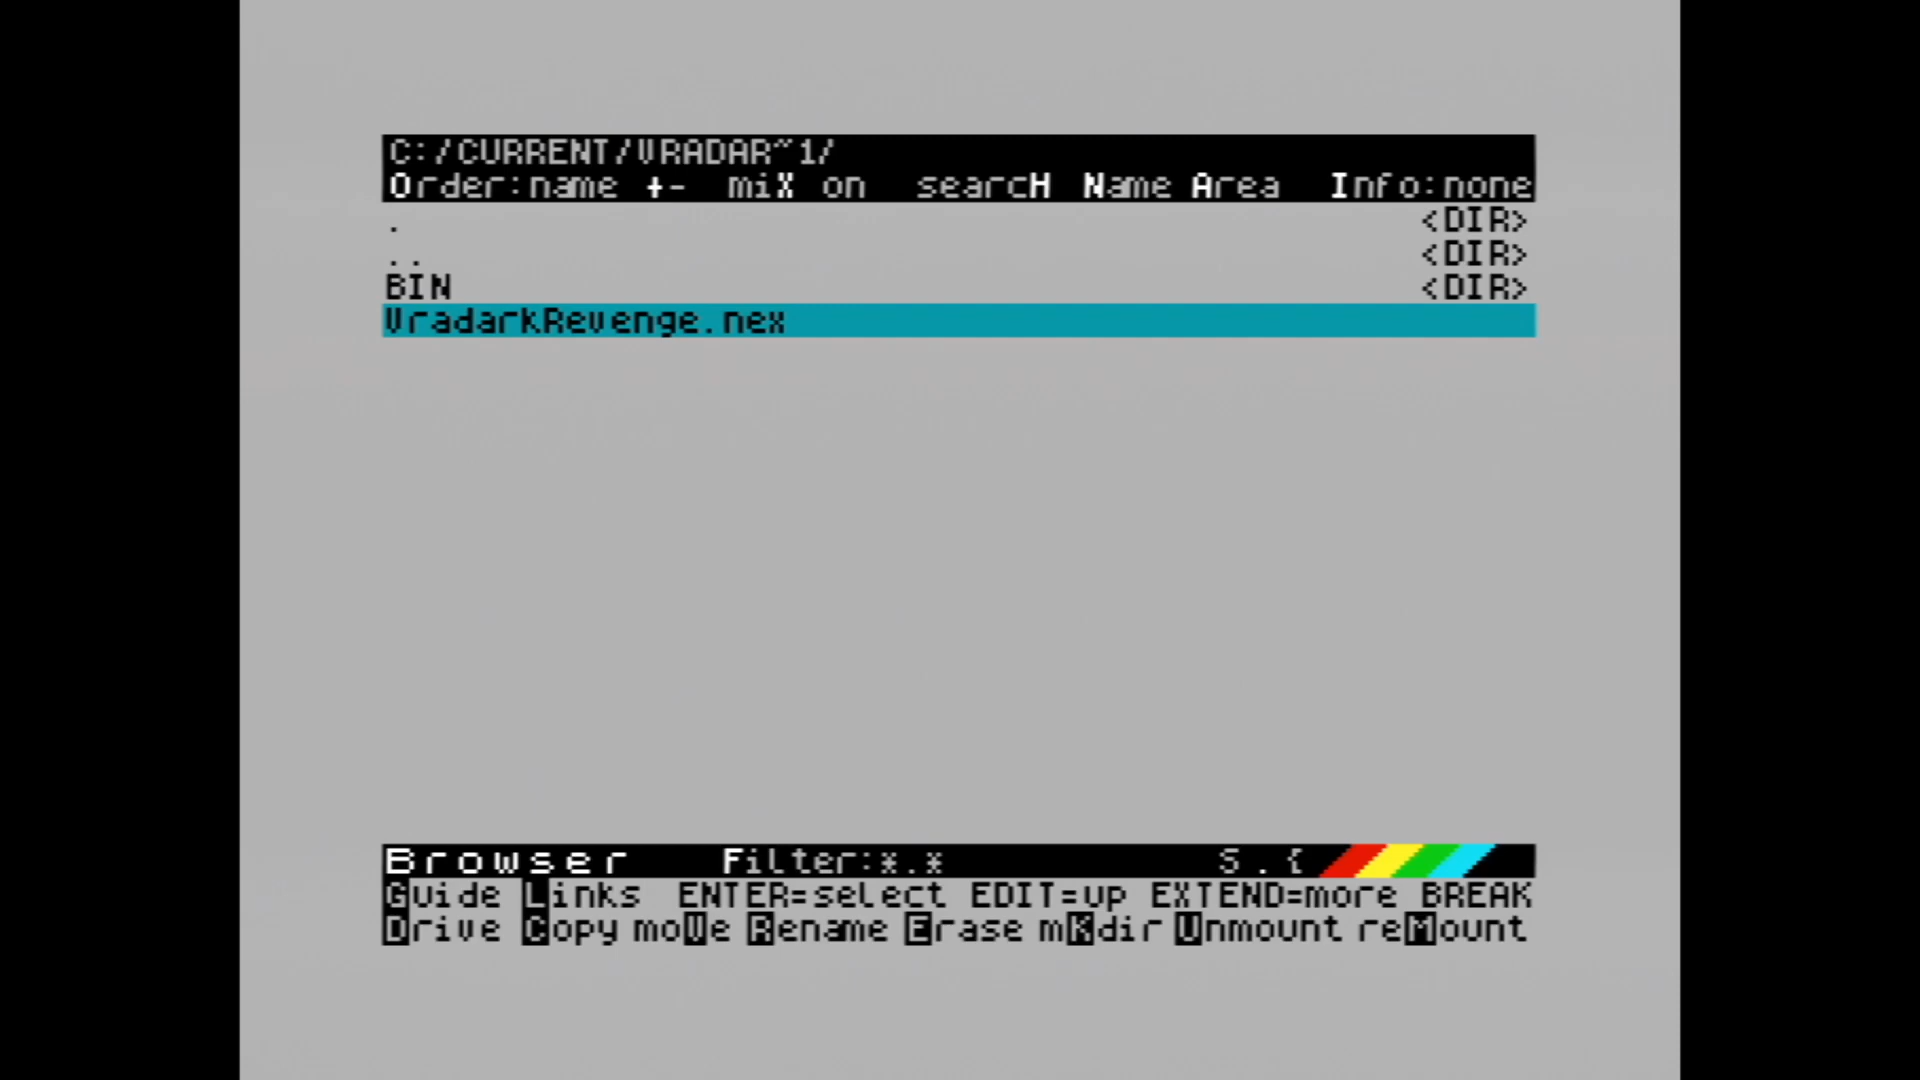 C:/CURRENT/VRADAR~1/
Order:name +- miX on searcH Name Area Info:none
. <DIR>
.. <DIR>
BIN <DIR>
VradarkRevenge.nex
Browser Filter:*.* S.{
Guide Links ENTER=select EDIT=up EXTEND=more BREAK
Drive Copy moVe Rename Erase mKdir Unmount reMount